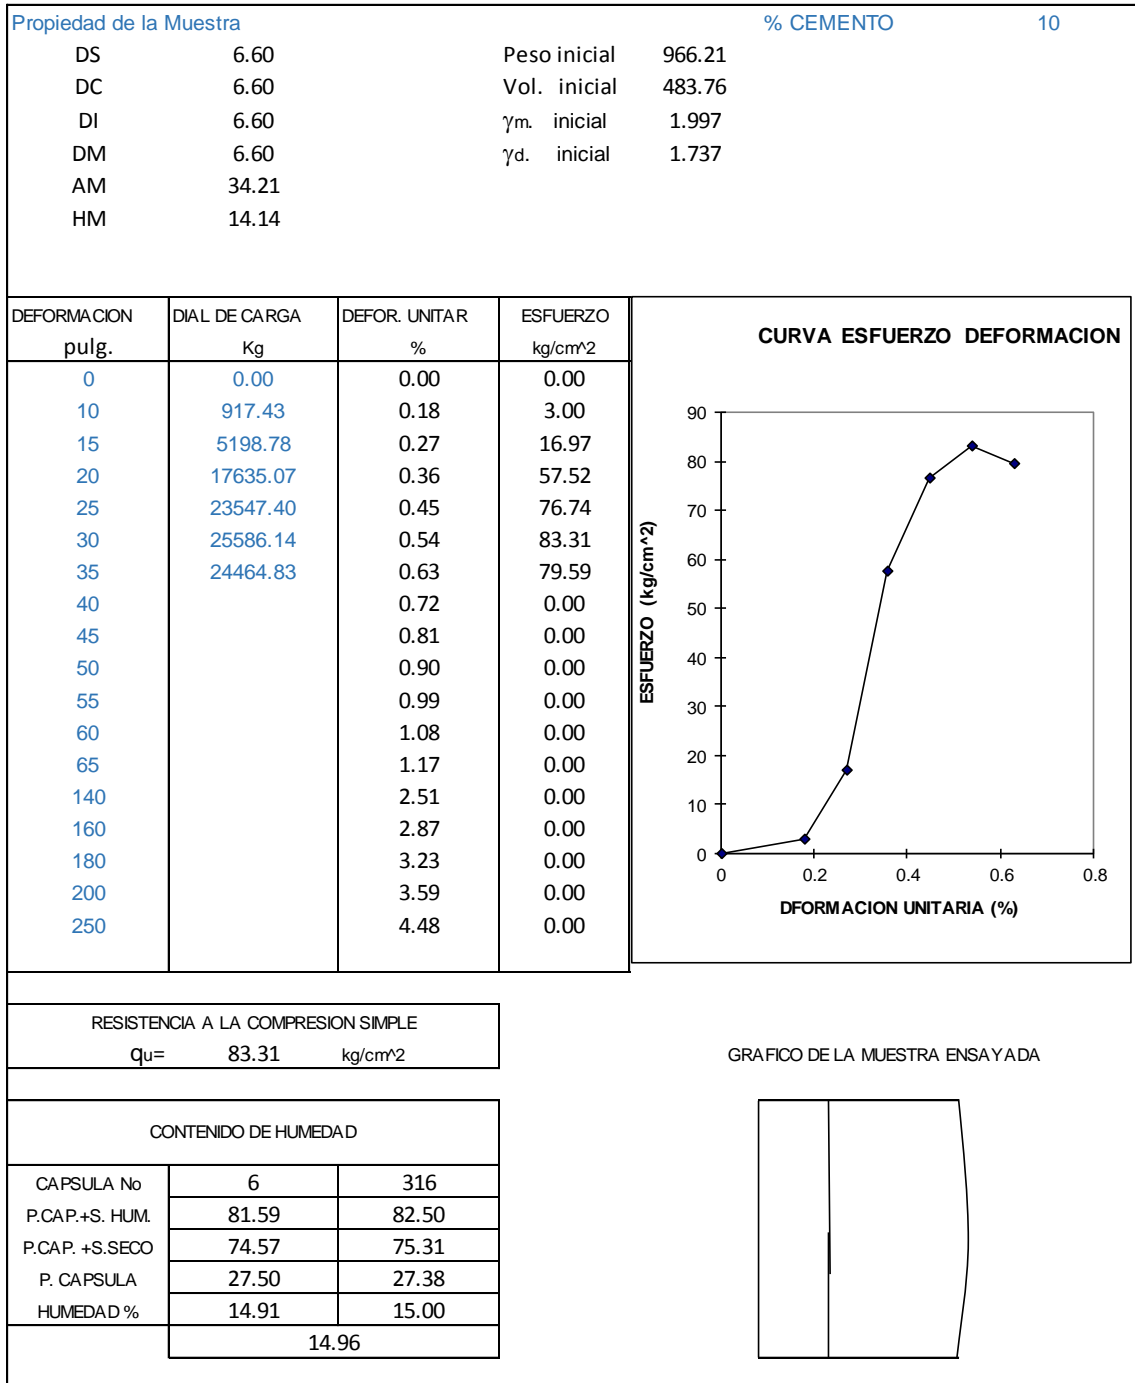 Propiedad de la Muestra % CEMENTO 10
DS 6.60 Peso inicial 966.21
DC 6.60 Vol. inicial 483.76
DI 6.60 γm. inicial 1.997
DM 6.60 γd. inicial 1.737
AM 34.21
HM 14.14
DEFORMACION DIAL DE CARGA DEFOR. UNITAR ESFUERZO
pulg. Kg % kg/cm^2
0 0.00 0.00 0.00
10 917.43 0.18 3.00
15 5198.78 0.27 16.97
20 17635.07 0.36 57.52
25 23547.40 0.45 76.74
30 25586.14 0.54 83.31
35 24464.83 0.63 79.59
40 0.72 0.00
45 0.81 0.00
50 0.90 0.00
55 0.99 0.00
60 1.08 0.00
65 1.17 0.00
140 2.51 0.00
160 2.87 0.00
180 3.23 0.00
200 3.59 0.00
250 4.48 0.00
CURVA ESFUERZO DEFORMACION
ESFUERZO (kg/cm^2)
90
80
70
60
50
40
30
20
10
0
0 0.2 0.4 0.6 0.8
DFORMACION UNITARIA (%)
RESISTENCIA A LA COMPRESION SIMPLE
qu= 83.31 kg/cm^2
GRAFICO DE LA MUESTRA ENSAYADA
CONTENIDO DE HUMEDAD
CAPSULA No 6 316
P.CAP.+S. HUM. 81.59 82.50
P.CAP. +S.SECO 74.57 75.31
P. CAPSULA 27.50 27.38
HUMEDAD % 14.91 15.00
14.96